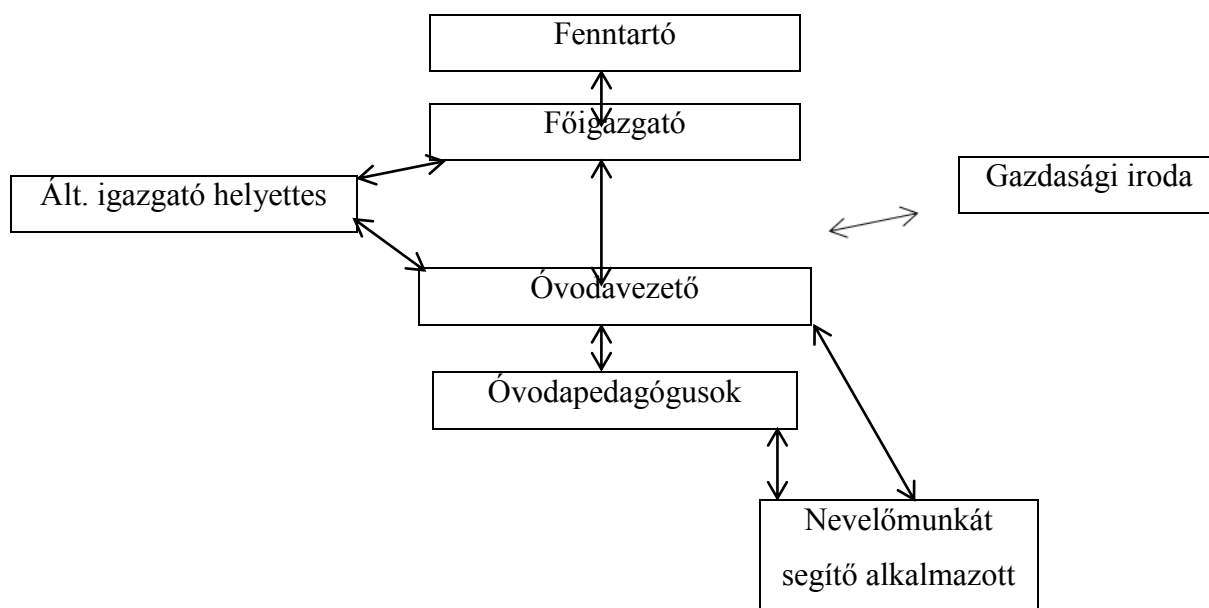 Fenntartó
Főigazgató
Ált. igazgató helyettes
Gazdasági iroda
Óvodavezető
Óvodapedagógusok
Nevelőmunkát
segítő alkalmazott